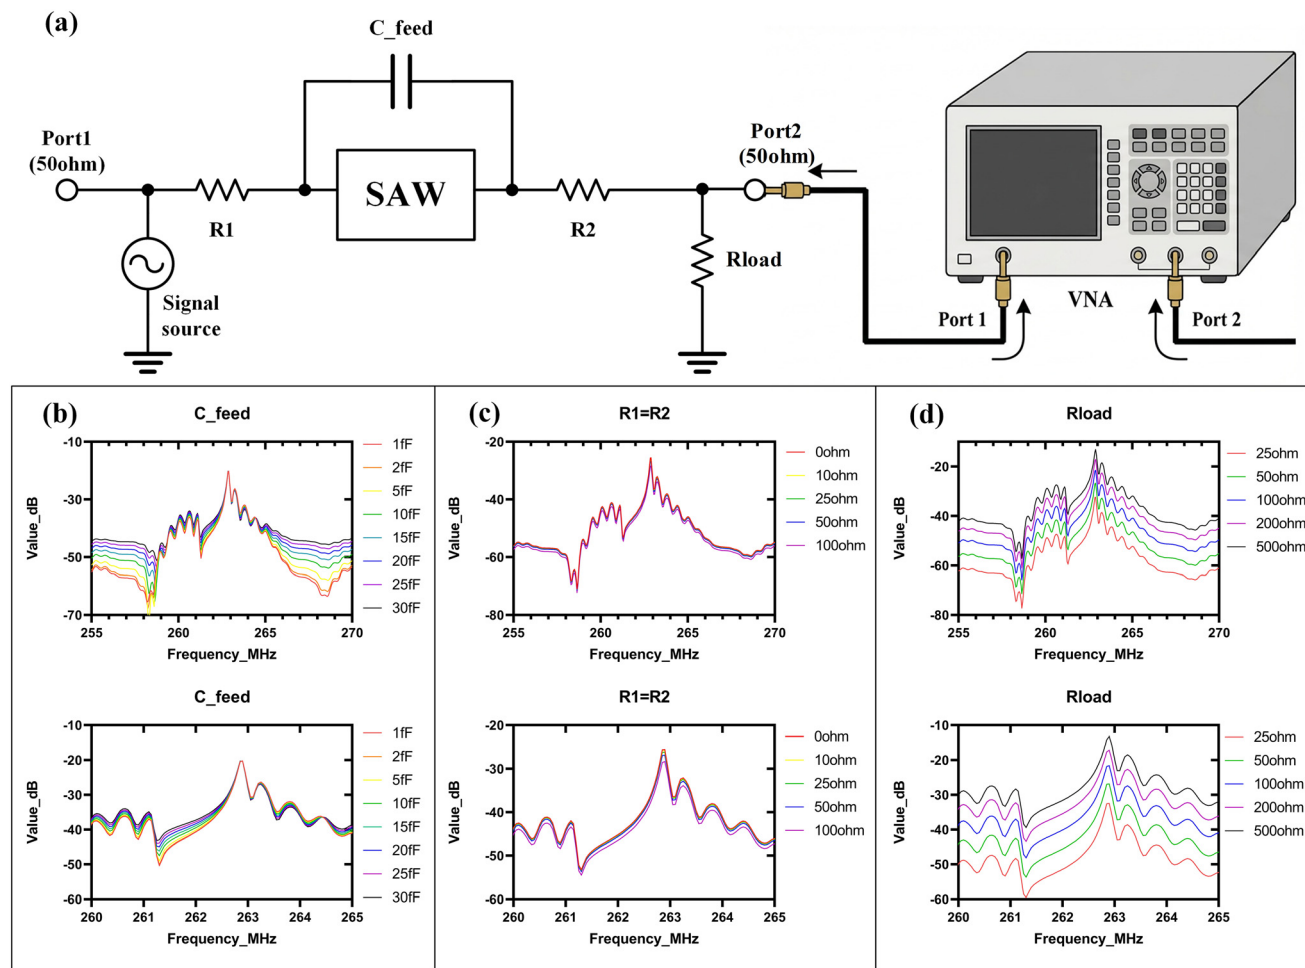 (a)
C_feed
Port1
(50ohm)
R1
SAW
R2
Port2
(50ohm)
Rload
Signal
source
VNA
Port 1
Port 2
(b)
C_feed
Value_dB
-10
-30
-50
-70
255
260
265
270
Frequency_MHz
1fF
2fF
5fF
10fF
15fF
20fF
25fF
30fF
C_feed
Value_dB
-10
-20
-30
-40
-50
-60
260
261
262
263
264
265
Frequency_MHz
1fF
2fF
5fF
10fF
15fF
20fF
25fF
30fF
(c)
R1=R2
Value_dB
-20
-40
-60
-80
255
260
265
270
Frequency_MHz
0ohm
10ohm
25ohm
50ohm
100ohm
R1=R2
Value_dB
-20
-30
-40
-50
-60
260
261
262
263
264
265
Frequency_MHz
0ohm
10ohm
25ohm
50ohm
100ohm
(d)
Rload
Value_dB
-20
-40
-60
-80
255
260
265
270
Frequency_MHz
25ohm
50ohm
100ohm
200ohm
500ohm
Rload
Value_dB
-10
-20
-30
-40
-50
-60
260
261
262
263
264
265
Frequency_MHz
25ohm
50ohm
100ohm
200ohm
500ohm